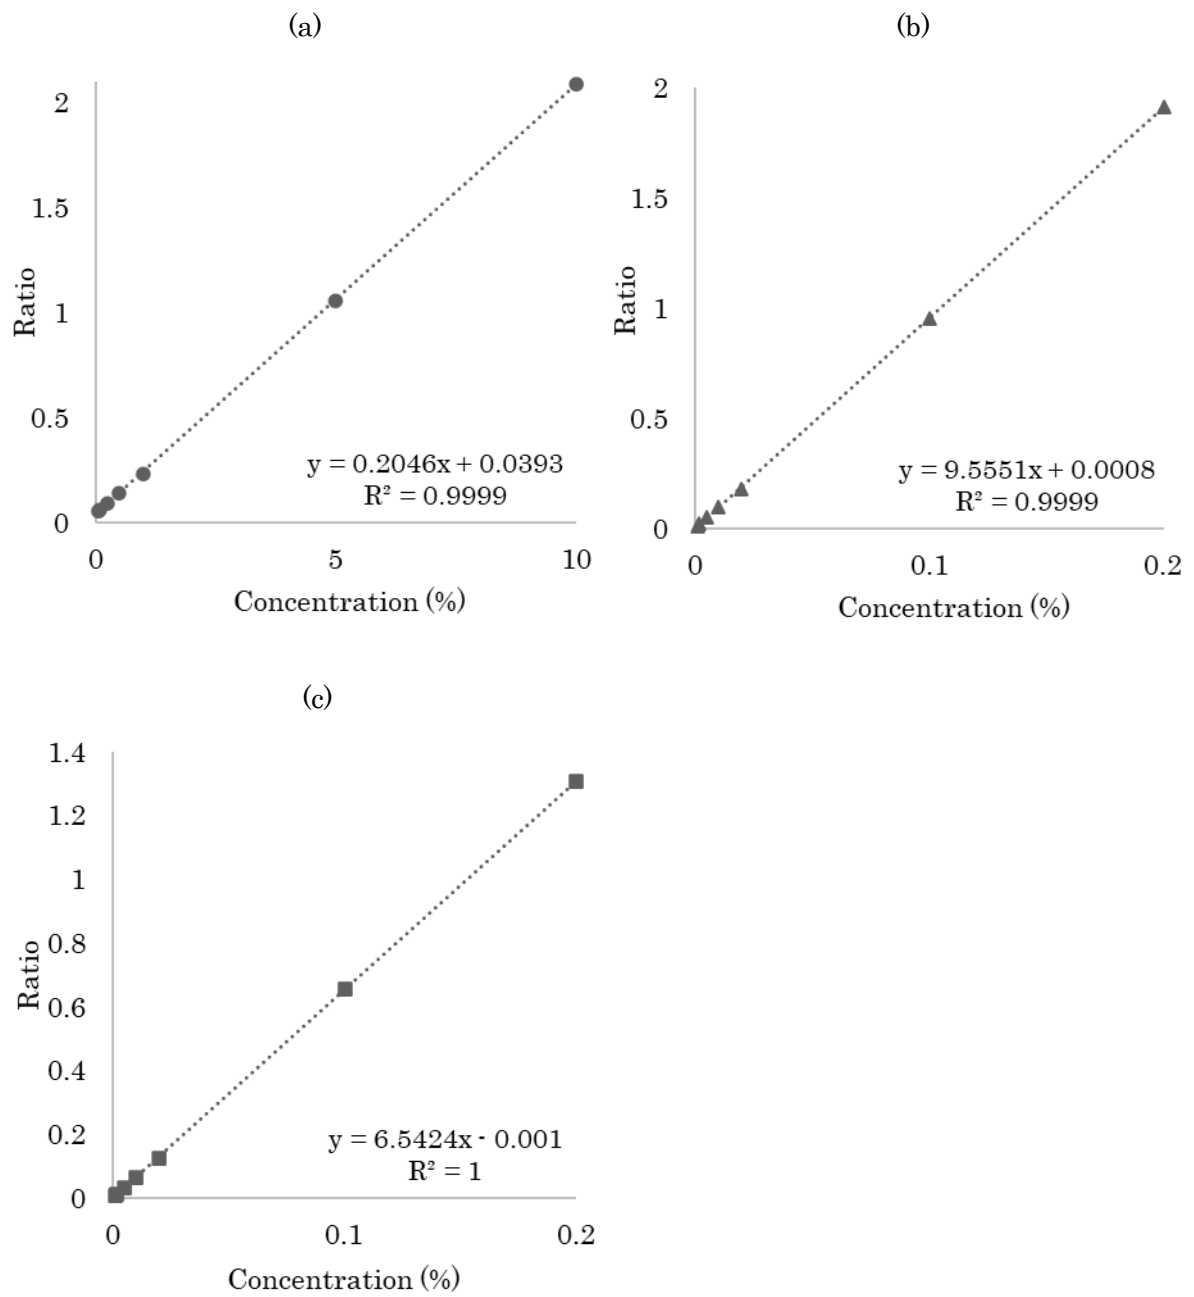 (a)
2
1.5
1
0.5
0
Ratio
y = 0.2046x + 0.0393
R² = 0.9999
0 5 10
Concentration (%)
(b)
2
1.5
1
0.5
0
Ratio
y = 9.5551x + 0.0008
R² = 0.9999
0 0.1 0.2
Concentration (%)
(c)
1.4
1.2
1
0.8
0.6
0.4
0.2
0
Ratio
y = 6.5424x - 0.001
R² = 1
0 0.1 0.2
Concentration (%)